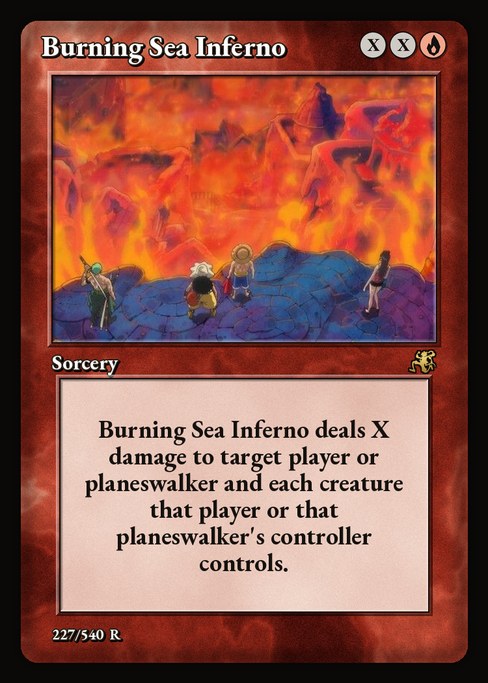 Burning Sea Inferno X X
Sorcery
Burning Sea Inferno deals X
damage to target player or
planeswalker and each creature
that player or that
planeswalker's controller
controls.
227/540 R